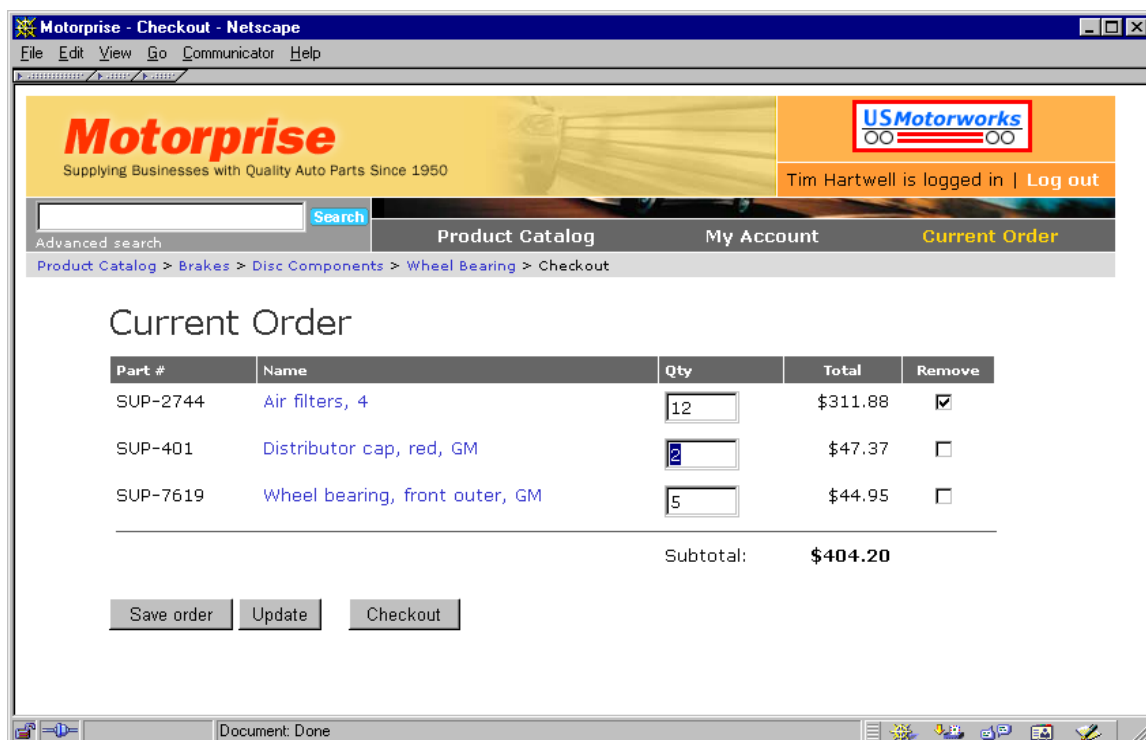 Motorprise - Checkout - Netscape
File Edit View Go Communicator Help
Motorprise
Supplying Businesses with Quality Auto Parts Since 1950
USMotorworks
Tim Hartwell is logged in | Log out
Search
Advanced search
Product Catalog My Account Current Order
Product Catalog > Brakes > Disc Components > Wheel Bearing > Checkout
Current Order
Part # Name Qty Total Remove
SUP-2744 Air filters, 4 12 $311.88
SUP-401 Distributor cap, red, GM 2 $47.37
SUP-7619 Wheel bearing, front outer, GM 5 $44.95
Subtotal: $404.20
Save order Update Checkout
Document: Done